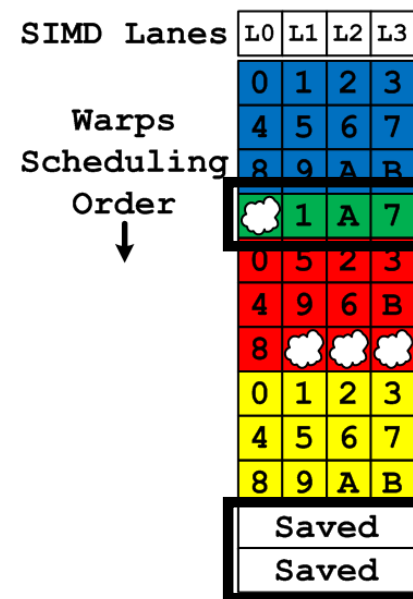 SIMD Lanes L0 L1 L2 L3
0 1 2 3
Warps 4 5 6 7
Scheduling 8 9 A B
Order 1 A 7
0 5 2 3
4 9 6 B
8
0 1 2 3
4 5 6 7
8 9 A B
Saved
Saved